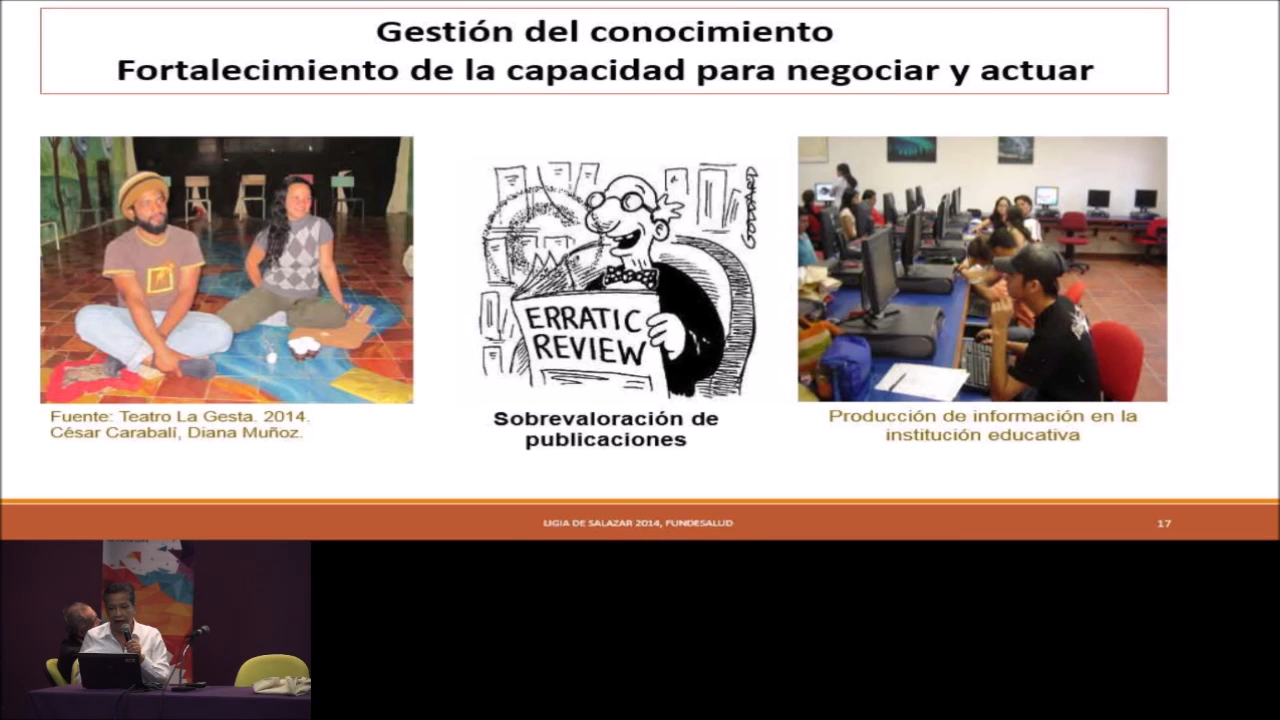 Gestión del conocimiento
Fortalecimiento de la capacidad para negociar y actuar
GODDARD
ERRATIC
REVIEW
Fuente: Teatro La Gesta. 2014.
César Carabalí, Diana Muñoz.
Sobrevaloración de
publicaciones
Producción de información en la
institución educativa
LIGIA DE SALAZAR 2014, FUNDESALUD
17